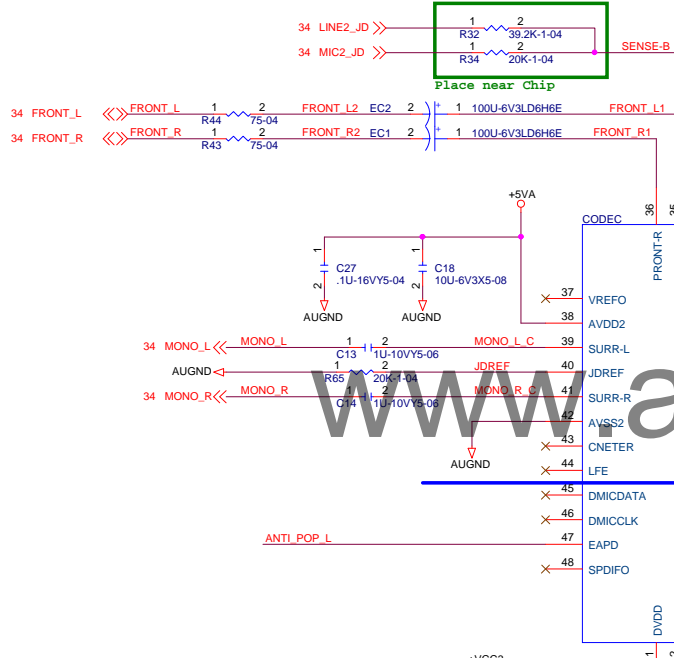 34 LINE2_JD 1 2
R32 39.2K-1-04
34 MIC2_JD 1 2 SENSE-B
R34 20K-1-04
Place near Chip
34 FRONT_L FRONT_L 1 2 FRONT_L2 EC2 2 + 1 100U-6V3LD6H6E FRONT_L1
R44 75-04
34 FRONT_R FRONT_R 1 2 FRONT_R2 EC1 2 + 1 100U-6V3LD6H6E FRONT_R1
R43 75-04
+5VA
36 35
CODEC
PRONT-R
1 1
C27 C18
.1U-16VY5-04 10U-6V3X5-08
2 2
37 VREFO
AUGND AUGND
38 AVDD2
34 MONO_L MONO_L 1 2 MONO_L_C 39 SURR-L
C13 1U-10VY5-06
AUGND 1 2 JDREF 40 JDREF
R65 20K-1-04
34 MONO_R MONO_R 1 2 MONO_R_C 41 SURR-R
C14 1U-10VY5-06
www.a
42 AVSS2
43 CNETER
AUGND
44 LFE
45 DMICDATA
46 DMICCLK
ANTI_POP_L 47 EAPD
48 SPDIFO
DVDD
1